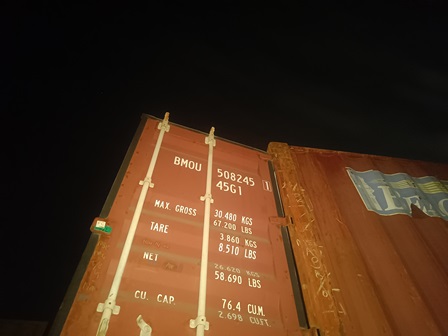 BMOU 508245 1
45G1
MAX. GROSS 30.480 KGS
67 200 LBS
TARE 3.860 KGS
8.510 LBS
NET 26 620 KGS
58.690 LBS
CU. CAP. 76.4 CU.M.
2.698 CU.FT.